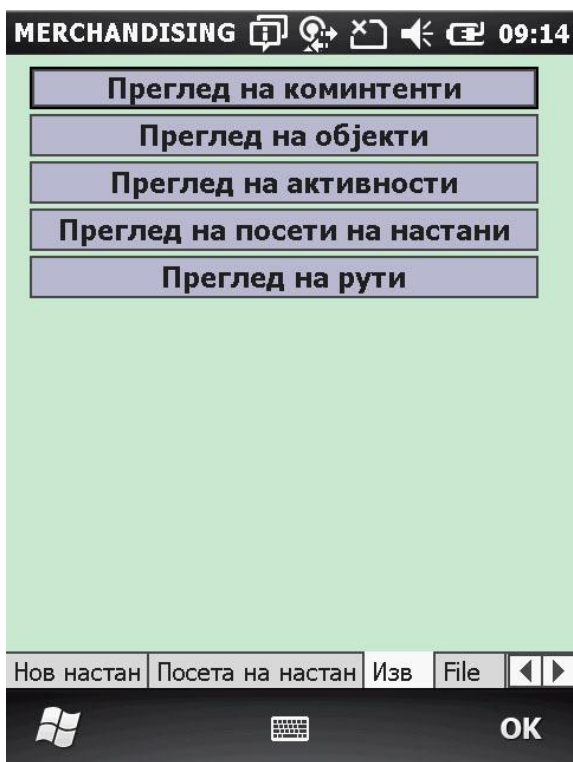 MERCHANDISING 09:14
Преглед на коминтенти
Преглед на објекти
Преглед на активности
Преглед на посети на настани
Преглед на рути
Нов настан Посета на настан Изв File
OK